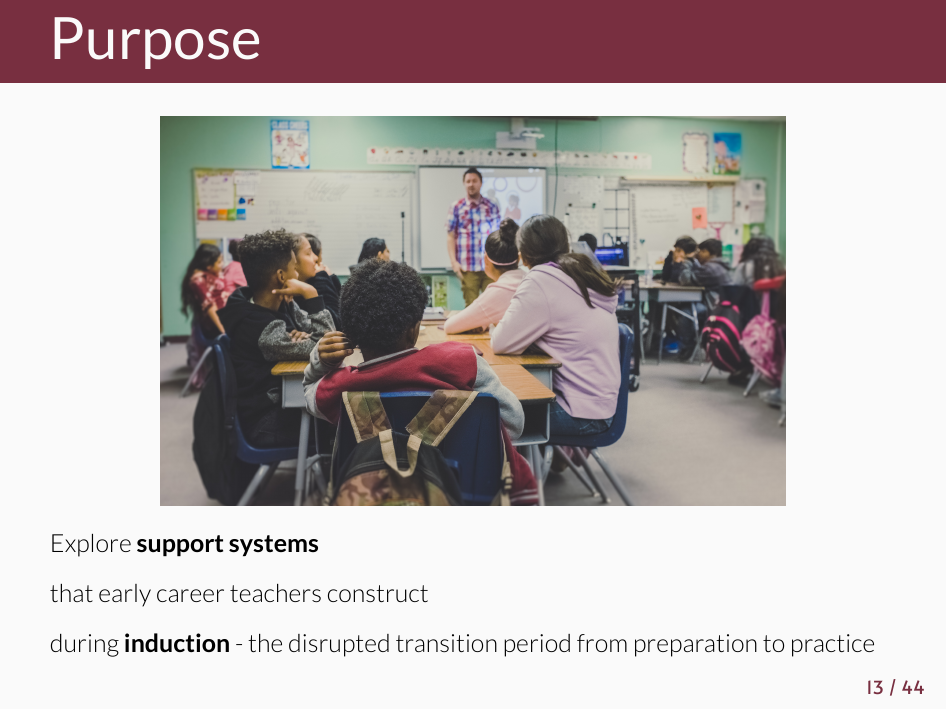 Purpose
Explore support systems
that early career teachers construct
during induction - the disrupted transition period from preparation to practice
13 / 44